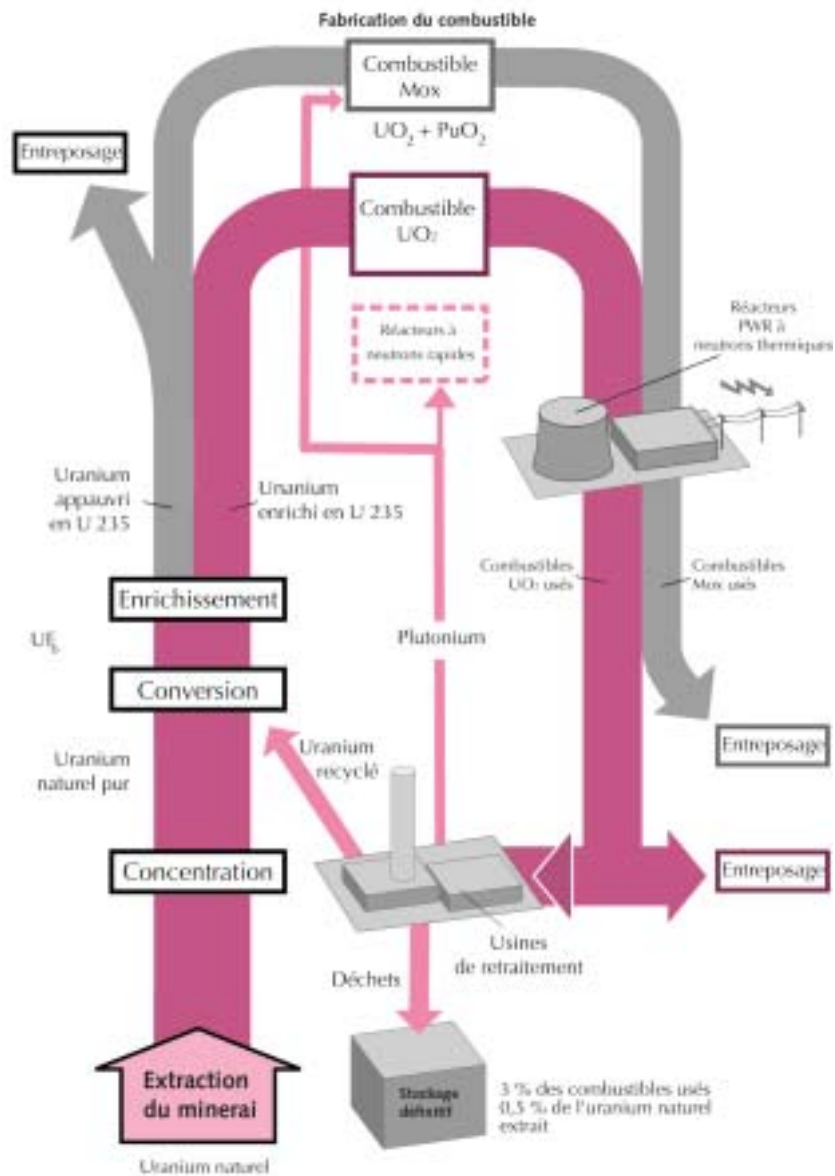 Fabrication du combustible
Combustible
Mox
UO2 + PuO2
Entreposage
Combustible
UO2
Réacteurs à
neutrons rapides
Réacteurs
PWR à
neutrons thermiques
Uranium
appauvri
en U 235
Unanium
enrichi en U 235
Combustibles
UO2 usés
Combustibles
Mox usés
Enrichissement
UF6
Plutonium
Conversion
Uranium
recyclé
Uranium
naturel pur
Entreposage
Concentration
Entreposage
Usines
de retraitement
Déchets
Extraction
du minerai
Stockage
définitif
3 % des combustibles usés
0,5 % de l'uranium naturel
extrait
Uranium naturel